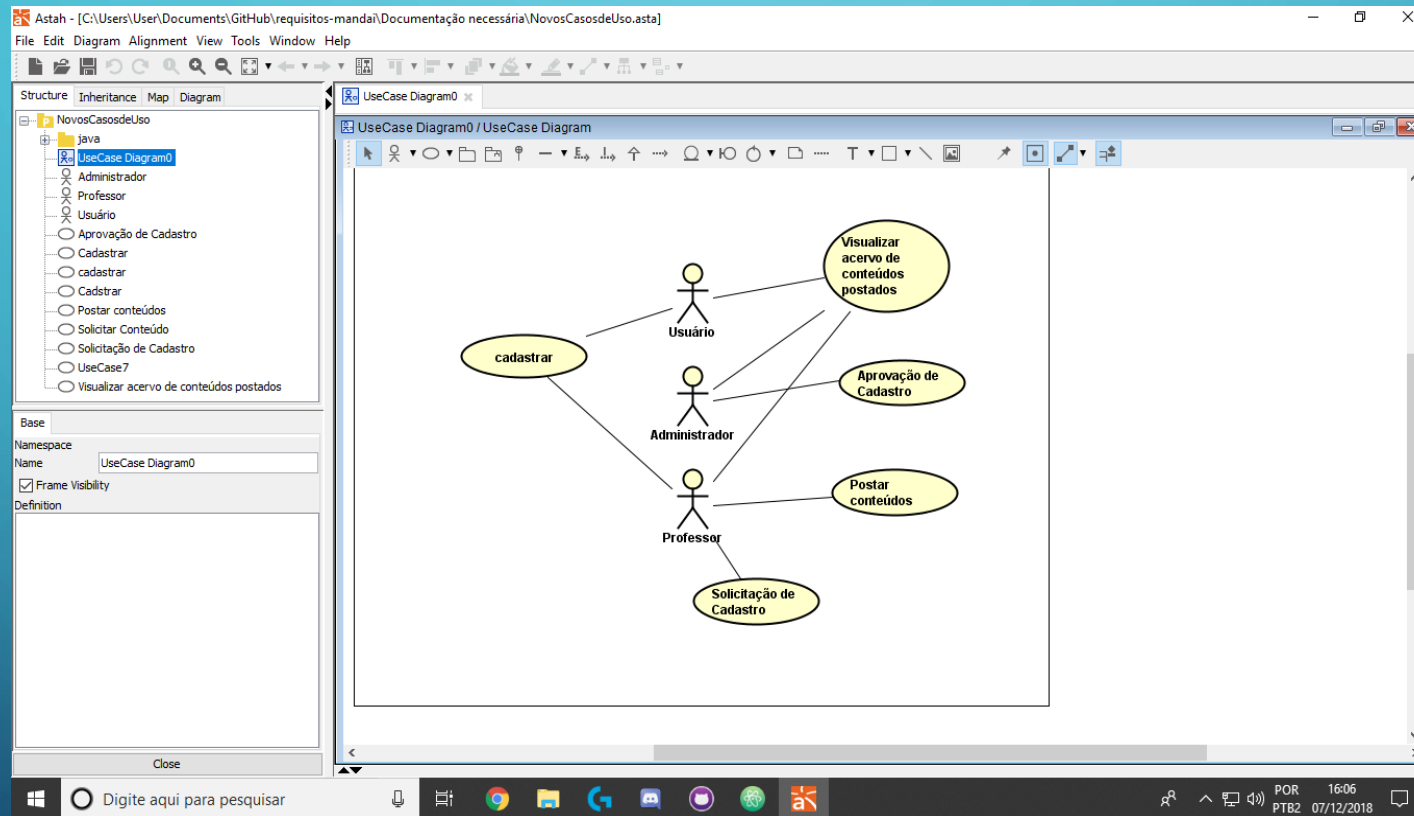 Astah - [C:\Users\User\Documents\GitHub\requisitos-mandai\Documentação necessária\NovosCasosdeUso.asta]
File Edit Diagram Alignment View Tools Window Help
Structure Inheritance Map Diagram
NovosCasosdeUso
java
UseCase Diagram0
Administrador
Professor
Usuário
Aprovação de Cadastro
Cadastrar
cadastrar
Cadstrar
Postar conteúdos
Solicitar Conteúdo
Solicitação de Cadastro
UseCase7
Visualizar acervo de conteúdos postados
Base
Namespace
Name UseCase Diagram0
Frame Visibility
Definition
Close
UseCase Diagram0
UseCase Diagram0 / UseCase Diagram
T
Visualizar
acervo de
conteúdos
postados
Usuário
cadastrar
Aprovação de
Cadastro
Administrador
Postar
conteúdos
Professor
Solicitação de
Cadastro
Digite aqui para pesquisar
POR
PTB2
16:06
07/12/2018